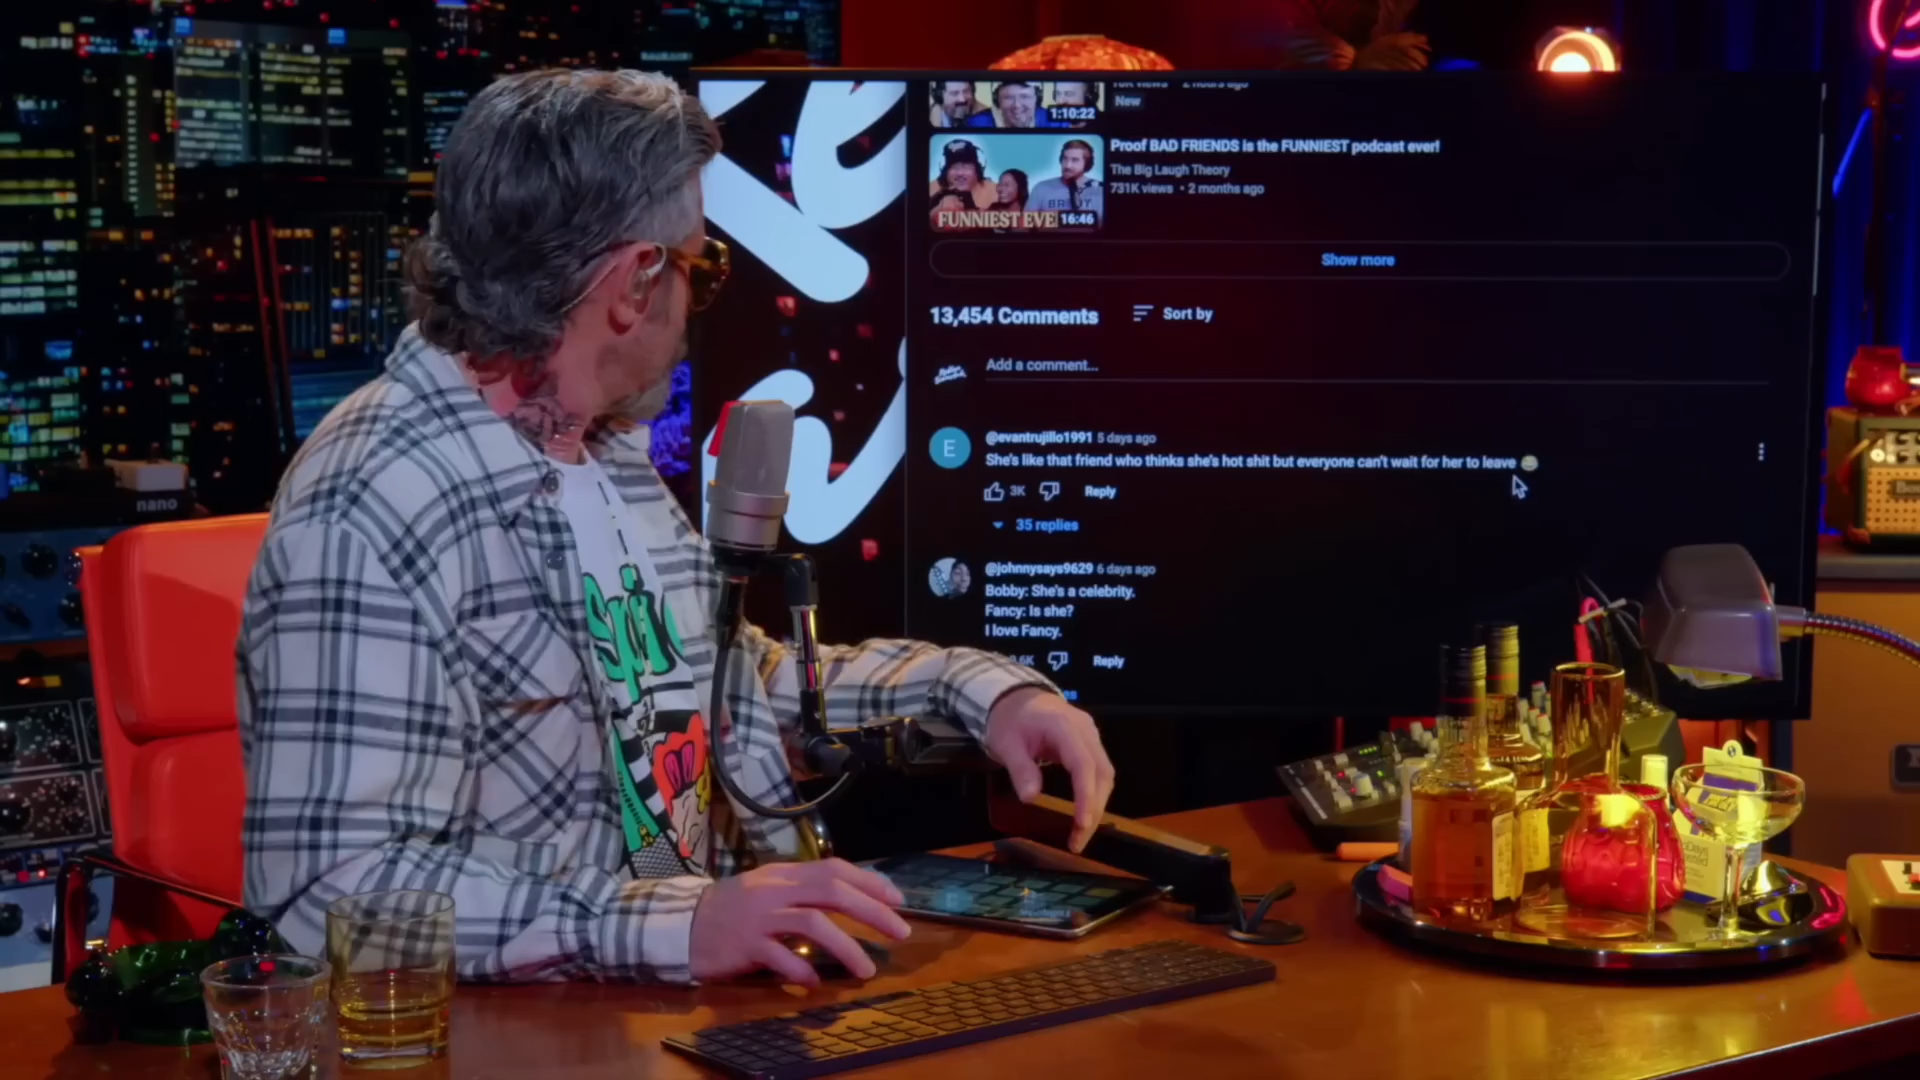 1:10:22
New
Proof BAD FRIENDS is the FUNNIEST podcast ever!
The Big Laugh Theory
731K views • 2 months ago
FUNNIEST EVE
16:46
Show more
13,454 Comments
Sort by
Add a comment...
E
@evantrujillo1991 5 days ago
She's like that friend who thinks she's hot shit but everyone can't wait for her to leave 😂
3K
Reply
35 replies
@johnnysays9629 6 days ago
Bobby: She's a celebrity.
Fancy: Is she?
I love Fancy.
Reply
nano